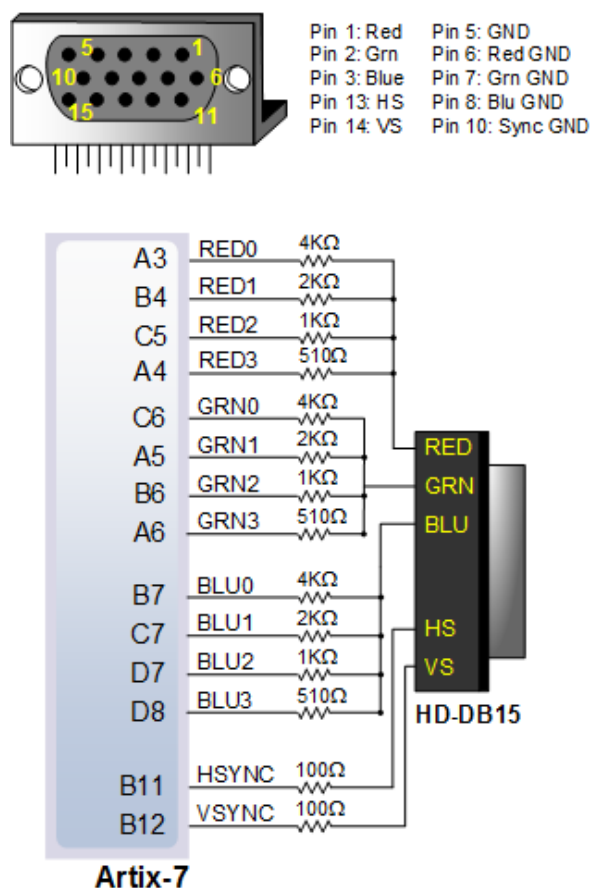 5 1
10 6
15 11
Pin 1: Red Pin 5: GND
Pin 2: Grn Pin 6: Red GND
Pin 3: Blue Pin 7: Grn GND
Pin 13: HS Pin 8: Blu GND
Pin 14: VS Pin 10: Sync GND
A3 RED0 4KΩ
B4 RED1 2KΩ
C5 RED2 1KΩ
A4 RED3 510Ω
C6 GRN0 4KΩ
A5 GRN1 2KΩ
B6 GRN2 1KΩ
A6 GRN3 510Ω
B7 BLU0 4KΩ
C7 BLU1 2KΩ
D7 BLU2 1KΩ
D8 BLU3 510Ω
B11 HSYNC 100Ω
B12 VSYNC 100Ω
RED
GRN
BLU
HS
VS
HD-DB15
Artix-7